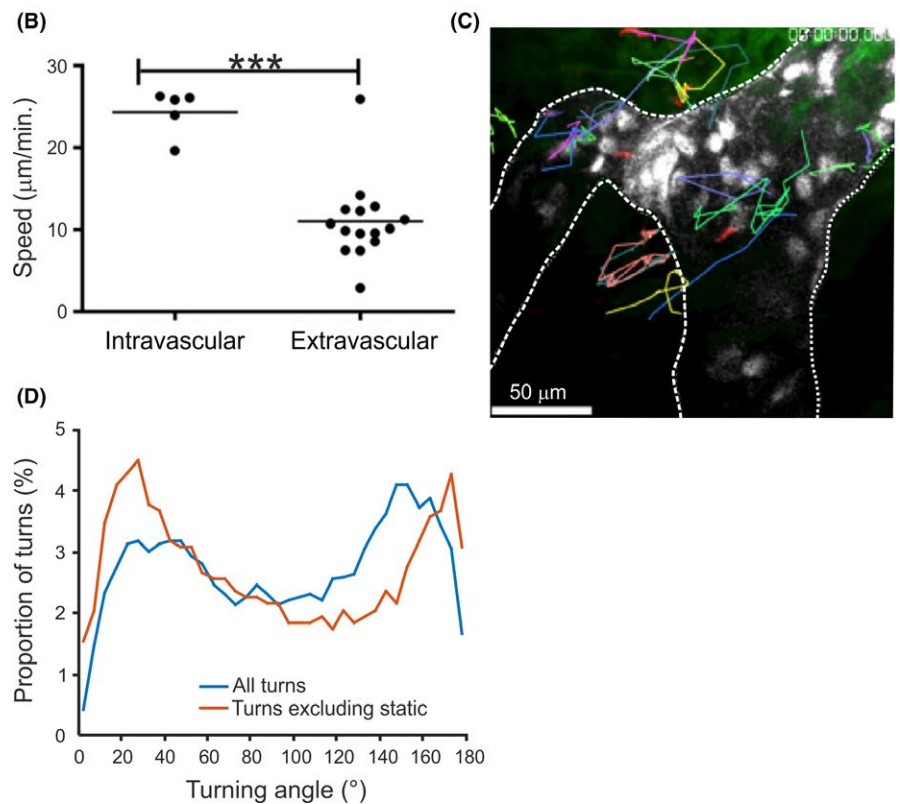 (B)
30
20
10
0
Speed (μm/min.)
***
Intravascular
Extravascular
(C)
50 μm
(D)
5
4
3
2
1
0
Proportion of turns (%)
All turns
Turns excluding static
0 20 40 60 80 100 120 140 160 180
Turning angle (°)